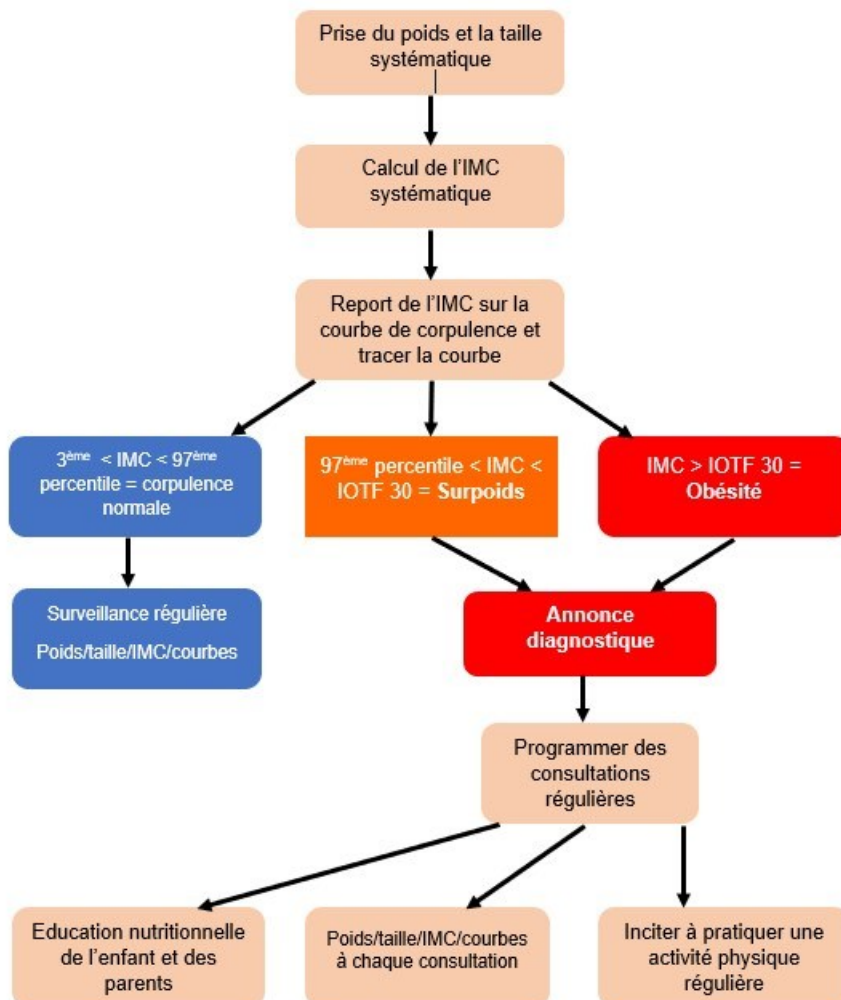 Prise du poids et la taille
systématique
Calcul de l'IMC
systématique
Report de l'IMC sur la
courbe de corpulence et
tracer la courbe
3ème < IMC < 97ème
percentile = corpulence
normale
97ème percentile < IMC <
IOTF 30 = Surpoids
IMC > IOTF 30 =
Obésité
Surveillance régulière
Poids/taille/IMC/courbes
Annonce
diagnostique
Programmer des
consultations
régulières
Education nutritionnelle
de l'enfant et des
parents
Poids/taille/IMC/courbes
à chaque consultation
Inciter à pratiquer une
activité physique
régulière